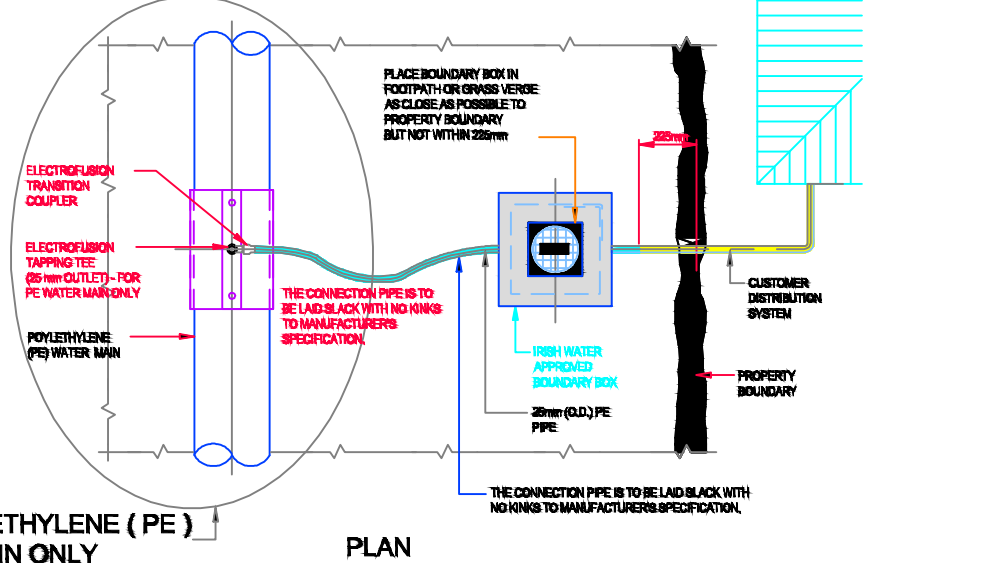 PLACE BOUNDARY BOX IN
FOOTPATH OR GRASS VERGE
AS CLOSE AS POSSIBLE TO
PROPERTY BOUNDARY
BUT NOT WITHIN 225mm
225mm
ELECTROFUSION
TRANSITION
COUPLER
ELECTROFUSION
TAPPING TEE
(25 mm OUTLET) - FOR
PE WATER MAIN ONLY
THE CONNECTION PIPE IS TO
BE LAID SLACK WITH NO KINKS
TO MANUFACTURER'S
SPECIFICATION.
POYLETHYLENE
(PE) WATER MAIN
CUSTOMER
DISTRIBUTION
SYSTEM
IRISH WATER
APPROVED
BOUNDARY BOX
PROPERTY
BOUNDARY
25mm (O.D.) PE
PIPE
THE CONNECTION PIPE IS TO BE LAID SLACK WITH
NO KINKS TO MANUFACTURER'S SPECIFICATION.
ETHYLENE ( PE )
IN ONLY
PLAN